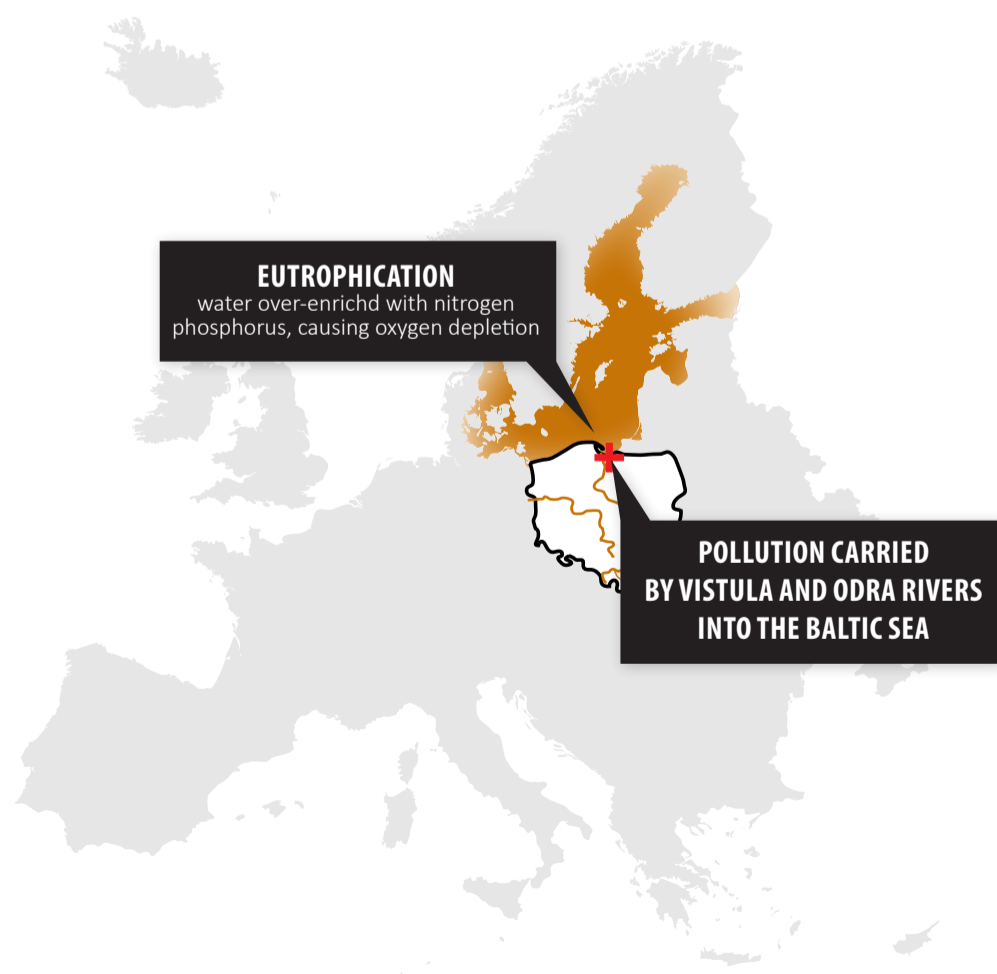 EUTROPHICATION
water over-enrichd with nitrogen
phosphorus, causing oxygen depletion
POLLUTION CARRIED
BY VISTULA AND ODRA RIVERS
INTO THE BALTIC SEA